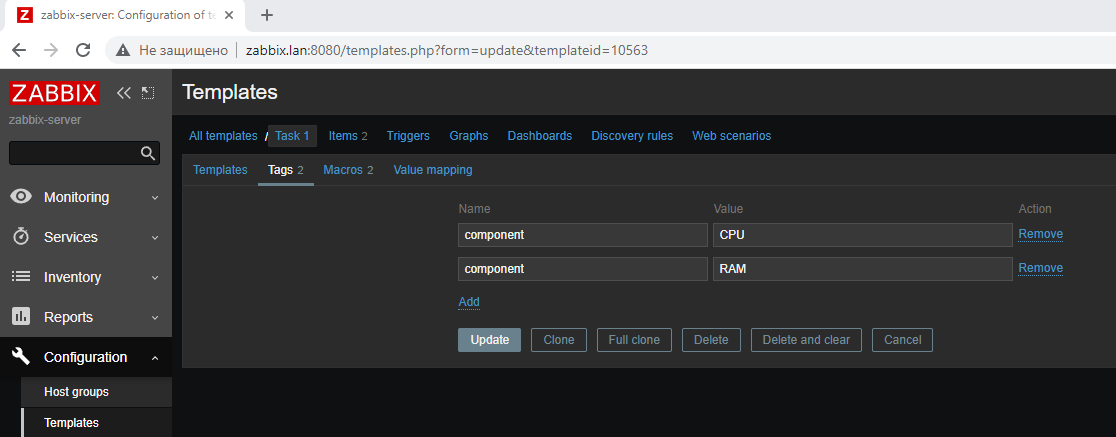 zabbix-server: Configuration of te
Не защищено zabbix.lan:8080/templates.php?form=update&templateid=10563
ZABBIX
zabbix-server
Monitoring
Services
Inventory
Reports
Configuration
Host groups
Templates
Templates
All templates / Task 1 Items 2 Triggers Graphs Dashboards Discovery rules Web scenarios
Templates Tags 2 Macros 2 Value mapping
Name Value Action
component CPU Remove
component RAM Remove
Add
Update Clone Full clone Delete Delete and clear Cancel